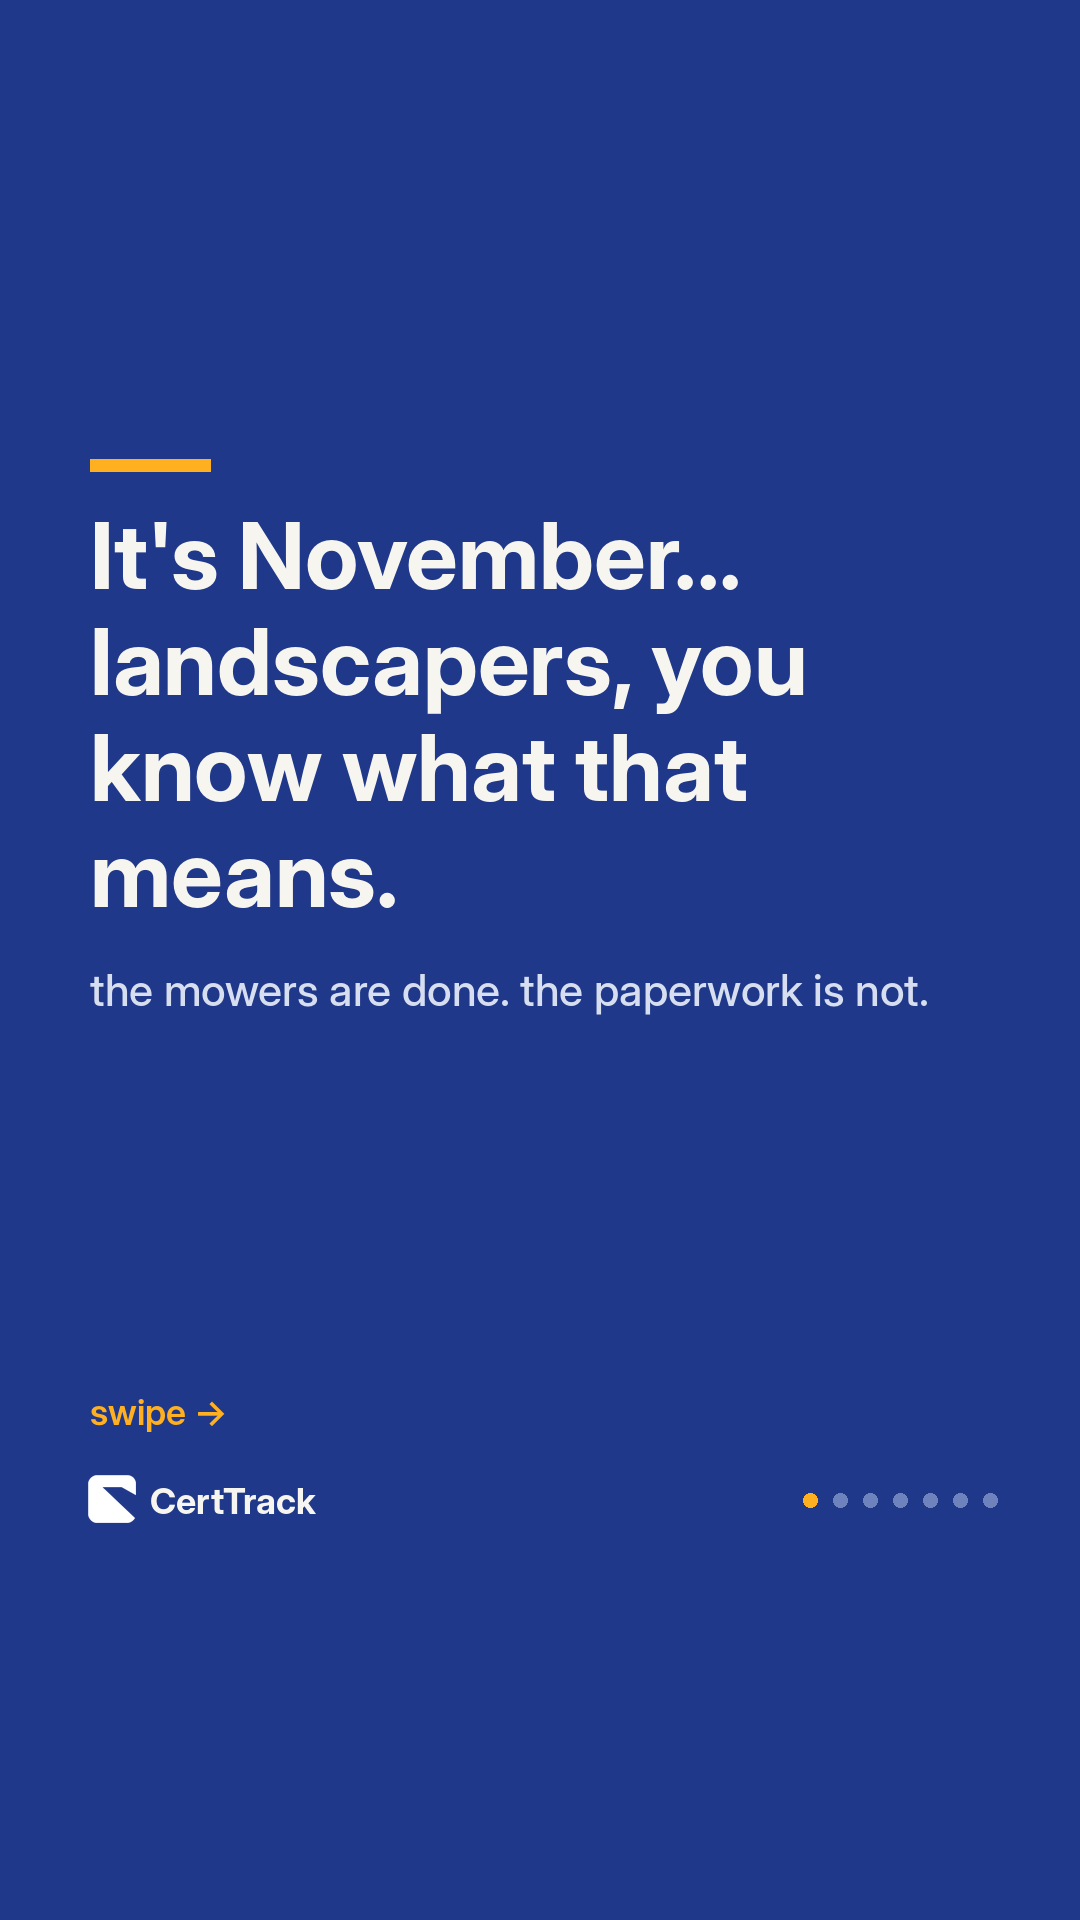 It's November...
landscapers, you
know what that
means.
the mowers are done. the paperwork is not.
swipe →
CertTrack